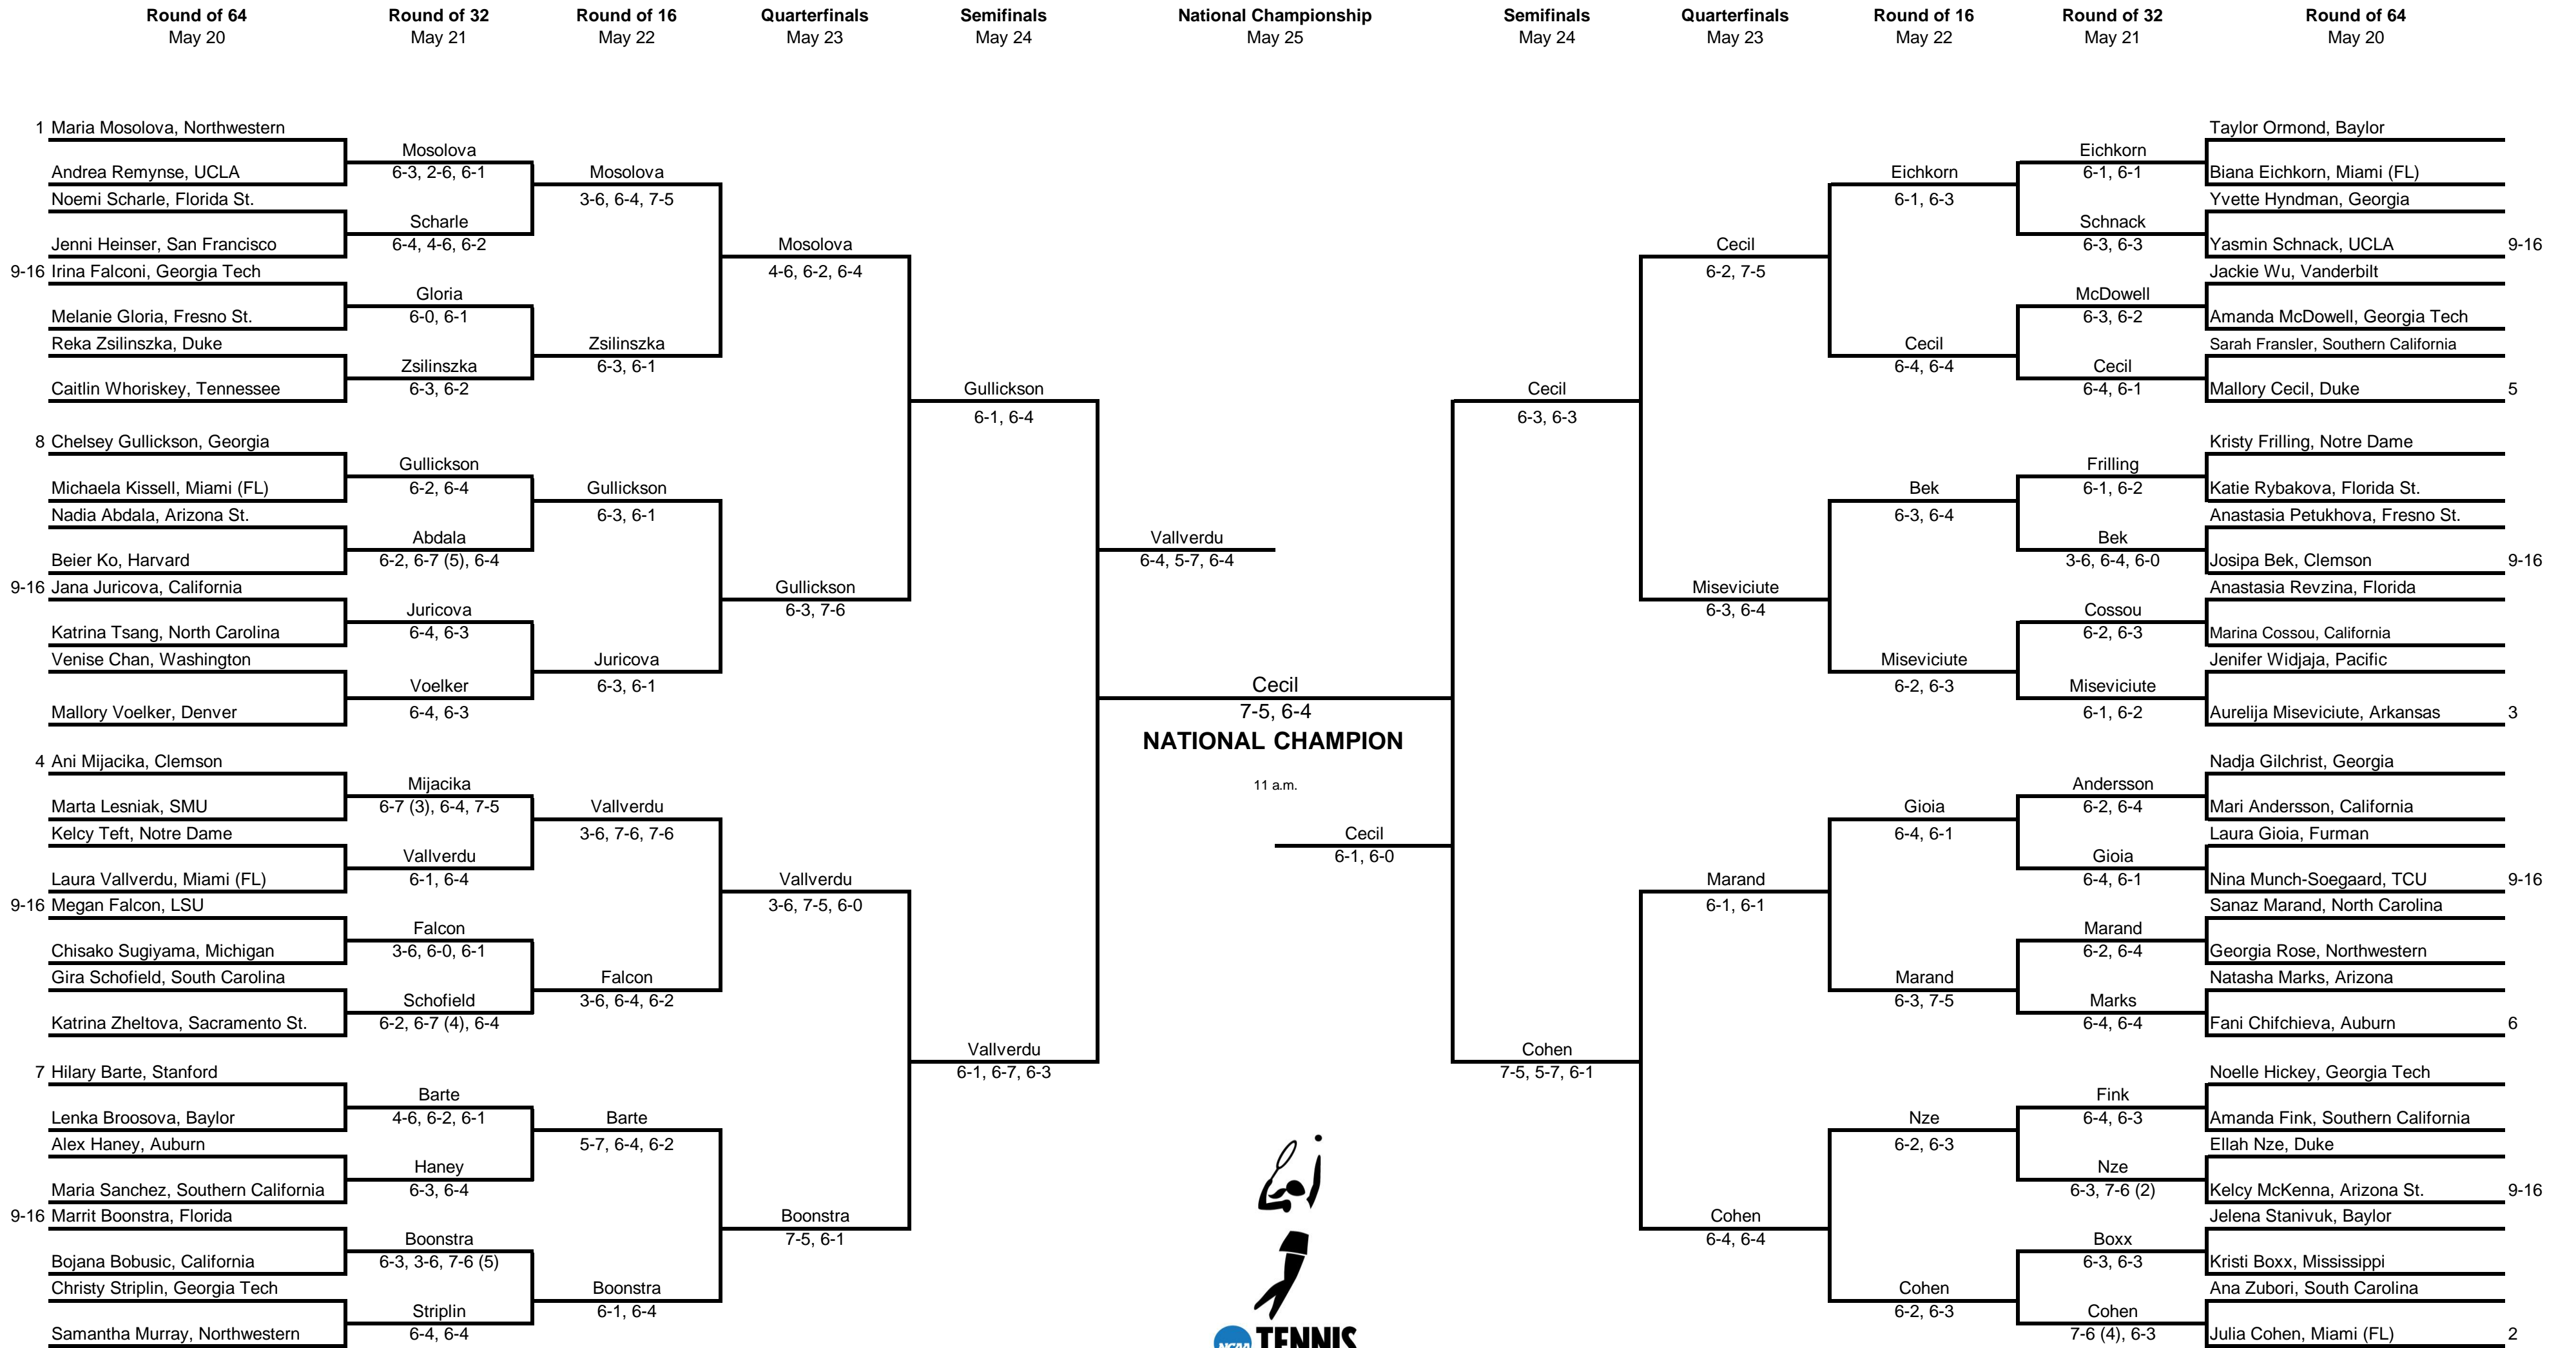 Round of 64
May 20
Round of 32
May 21
Round of 16
May 22
Quarterfinals
May 23
Semifinals
May 24
National Championship
May 25
Semifinals
May 24
Quarterfinals
May 23
Round of 16
May 22
Round of 32
May 21
Round of 64
May 20
1 Maria Mosolova, Northwestern
Andrea Remynse, UCLA
Noemi Scharle, Florida St.
Jenni Heinser, San Francisco
9-16 Irina Falconi, Georgia Tech
Melanie Gloria, Fresno St.
Reka Zsilinszka, Duke
Caitlin Whoriskey, Tennessee
8 Chelsey Gullickson, Georgia
Michaela Kissell, Miami (FL)
Nadia Abdala, Arizona St.
Beier Ko, Harvard
9-16 Jana Juricova, California
Katrina Tsang, North Carolina
Venise Chan, Washington
Mallory Voelker, Denver
4 Ani Mijacika, Clemson
Marta Lesniak, SMU
Kelcy Teft, Notre Dame
Laura Vallverdu, Miami (FL)
9-16 Megan Falcon, LSU
Chisako Sugiyama, Michigan
Gira Schofield, South Carolina
Katrina Zheltova, Sacramento St.
7 Hilary Barte, Stanford
Lenka Broosova, Baylor
Alex Haney, Auburn
Maria Sanchez, Southern California
9-16 Marrit Boonstra, Florida
Bojana Bobusic, California
Christy Striplin, Georgia Tech
Samantha Murray, Northwestern
Mosolova
6-3, 2-6, 6-1
Scharle
6-4, 4-6, 6-2
Gloria
6-0, 6-1
Zsilinszka
6-3, 6-2
Gullickson
6-2, 6-4
Abdala
6-2, 6-7 (5), 6-4
Juricova
6-4, 6-3
Voelker
6-4, 6-3
Mijacika
6-7 (3), 6-4, 7-5
Vallverdu
6-1, 6-4
Falcon
3-6, 6-0, 6-1
Schofield
6-2, 6-7 (4), 6-4
Barte
4-6, 6-2, 6-1
Haney
6-3, 6-4
Boonstra
6-3, 3-6, 7-6 (5)
Striplin
6-4, 6-4
Mosolova
3-6, 6-4, 7-5
Zsilinszka
6-3, 6-1
Gullickson
6-3, 6-1
Juricova
6-3, 6-1
Vallverdu
3-6, 7-6, 7-6
Falcon
3-6, 6-4, 6-2
Barte
5-7, 6-4, 6-2
Boonstra
6-1, 6-4
Mosolova
4-6, 6-2, 6-4
Gullickson
6-3, 7-6
Vallverdu
3-6, 7-5, 6-0
Boonstra
7-5, 6-1
Gullickson
6-1, 6-4
Vallverdu
6-1, 6-7, 6-3
Vallverdu
6-4, 5-7, 6-4
Cecil
7-5, 6-4
NATIONAL CHAMPION
11 a.m.
Cecil
6-1, 6-0
NCAA TENNIS
Cecil
6-3, 6-3
Cohen
7-5, 5-7, 6-1
Cecil
6-2, 7-5
Miseviciute
6-3, 6-4
Marand
6-1, 6-1
Cohen
6-4, 6-4
Eichkorn
6-1, 6-3
Cecil
6-4, 6-4
Bek
6-3, 6-4
Miseviciute
6-2, 6-3
Gioia
6-4, 6-1
Marand
6-3, 7-5
Nze
6-2, 6-3
Cohen
6-2, 6-3
Eichkorn
6-1, 6-1
Schnack
6-3, 6-3
McDowell
6-3, 6-2
Cecil
6-4, 6-1
Frilling
6-1, 6-2
Bek
3-6, 6-4, 6-0
Cossou
6-2, 6-3
Miseviciute
6-1, 6-2
Andersson
6-2, 6-4
Gioia
6-4, 6-1
Marand
6-2, 6-4
Marks
6-4, 6-4
Fink
6-4, 6-3
Nze
6-3, 7-6 (2)
Boxx
6-3, 6-3
Cohen
7-6 (4), 6-3
Taylor Ormond, Baylor
Biana Eichkorn, Miami (FL)
Yvette Hyndman, Georgia
Yasmin Schnack, UCLA 9-16
Jackie Wu, Vanderbilt
Amanda McDowell, Georgia Tech
Sarah Fransler, Southern California
Mallory Cecil, Duke 5
Kristy Frilling, Notre Dame
Katie Rybakova, Florida St.
Anastasia Petukhova, Fresno St.
Josipa Bek, Clemson 9-16
Anastasia Revzina, Florida
Marina Cossou, California
Jenifer Widjaja, Pacific
Aurelija Miseviciute, Arkansas 3
Nadja Gilchrist, Georgia
Mari Andersson, California
Laura Gioia, Furman
Nina Munch-Soegaard, TCU 9-16
Sanaz Marand, North Carolina
Georgia Rose, Northwestern
Natasha Marks, Arizona
Fani Chifchieva, Auburn 6
Noelle Hickey, Georgia Tech
Amanda Fink, Southern California
Ellah Nze, Duke
Kelcy McKenna, Arizona St. 9-16
Jelena Stanivuk, Baylor
Kristi Boxx, Mississippi
Ana Zubori, South Carolina
Julia Cohen, Miami (FL) 2